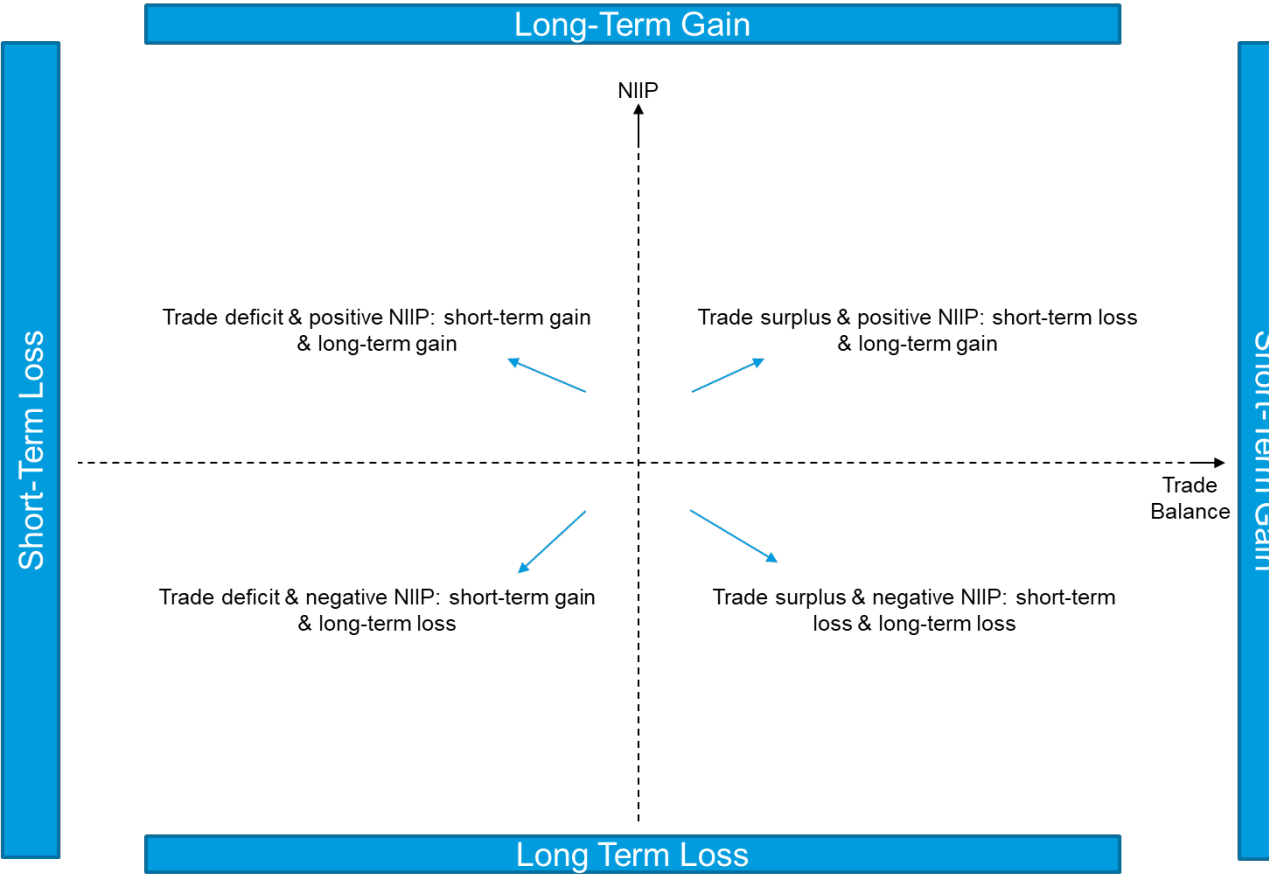 Long-Term Gain
NIIP
Short-Term Loss
Trade deficit & positive NIIP: short-term gain
& long-term gain
Trade surplus & positive NIIP: short-term loss
& long-term gain
Short-Term Gain
Trade
Balance
Trade deficit & negative NIIP: short-term gain
& long-term loss
Trade surplus & negative NIIP: short-term
loss & long-term loss
Long Term Loss